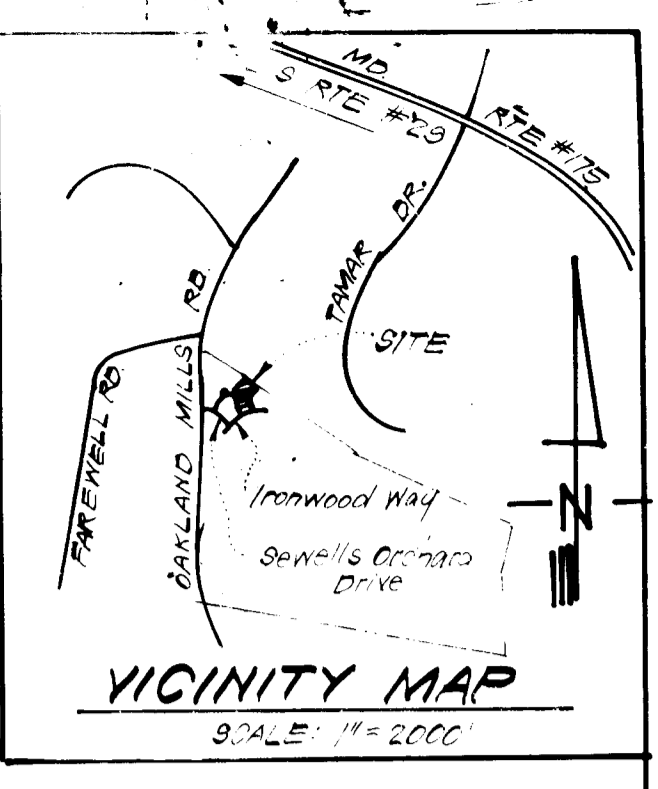 MD. RTE #175
S RTE #29
TAMAR DR.
OAKLAND MILLS RD.
FAREWELL RD.
SITE
Ironwood Way
Sewells Orchard
Drive
N
VICINITY MAP
SCALE: 1" = 2000'